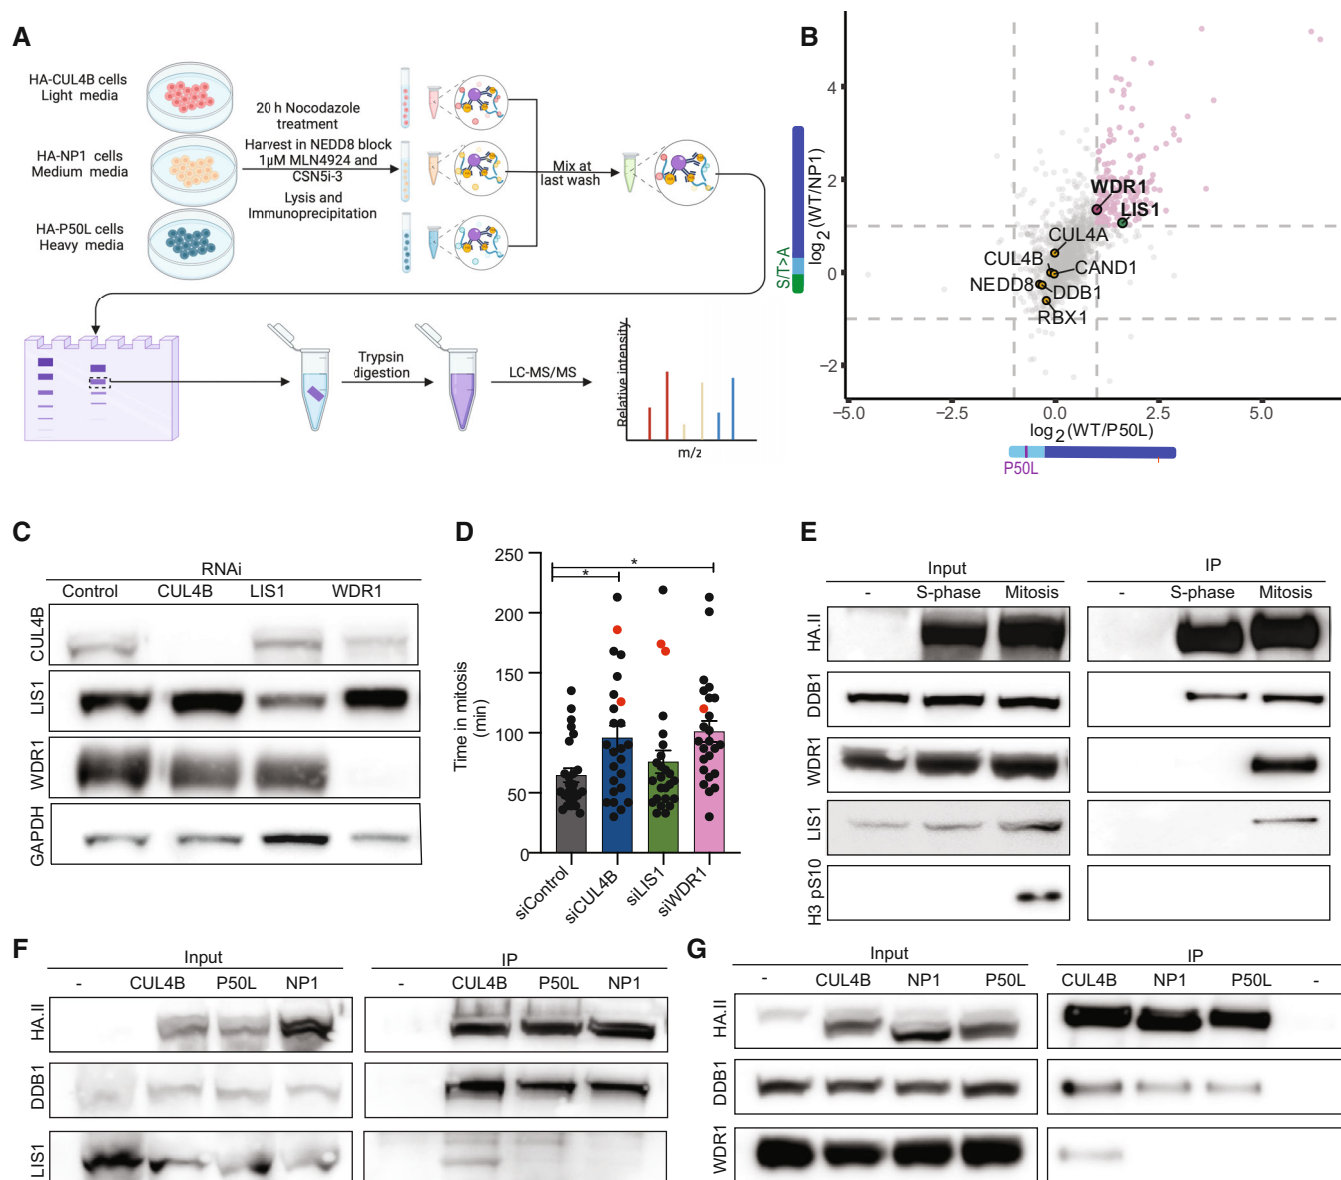 A
HA-CUL4B cells
Light media
HA-NP1 cells
Medium media
HA-P50L cells
Heavy media
20 h Nocodazole
treatment
Harvest in NEDD8 block
1µM MLN4924 and
CSN5i-3
Lysis and
Immunoprecipitation
Mix at
last wash
Trypsin
digestion
LC-MS/MS
Relative intensity
m/z
B
S/T>A
log2(WT/NP1)
4
2
0
−2
−5.0
−2.5
0.0
2.5
5.0
log2(WT/P50L)
P50L
WDR1
LIS1
CUL4A
CUL4B
CAND1
NEDD8
DDB1
RBX1
C
RNAi
Control CUL4B LIS1 WDR1
CUL4B
LIS1
WDR1
GAPDH
D
Time in mitosis
(min)
250
200
150
100
50
0
*
*
siControl
siCUL4B
siLIS1
siWDR1
E
Input IP
- S-phase Mitosis - S-phase Mitosis
HA.II
DDB1
WDR1
LIS1
H3 pS10
F
Input IP
- CUL4B P50L NP1 - CUL4B P50L NP1
HA.II
DDB1
LIS1
G
Input IP
- CUL4B NP1 P50L CUL4B NP1 P50L -
HA.II
DDB1
WDR1